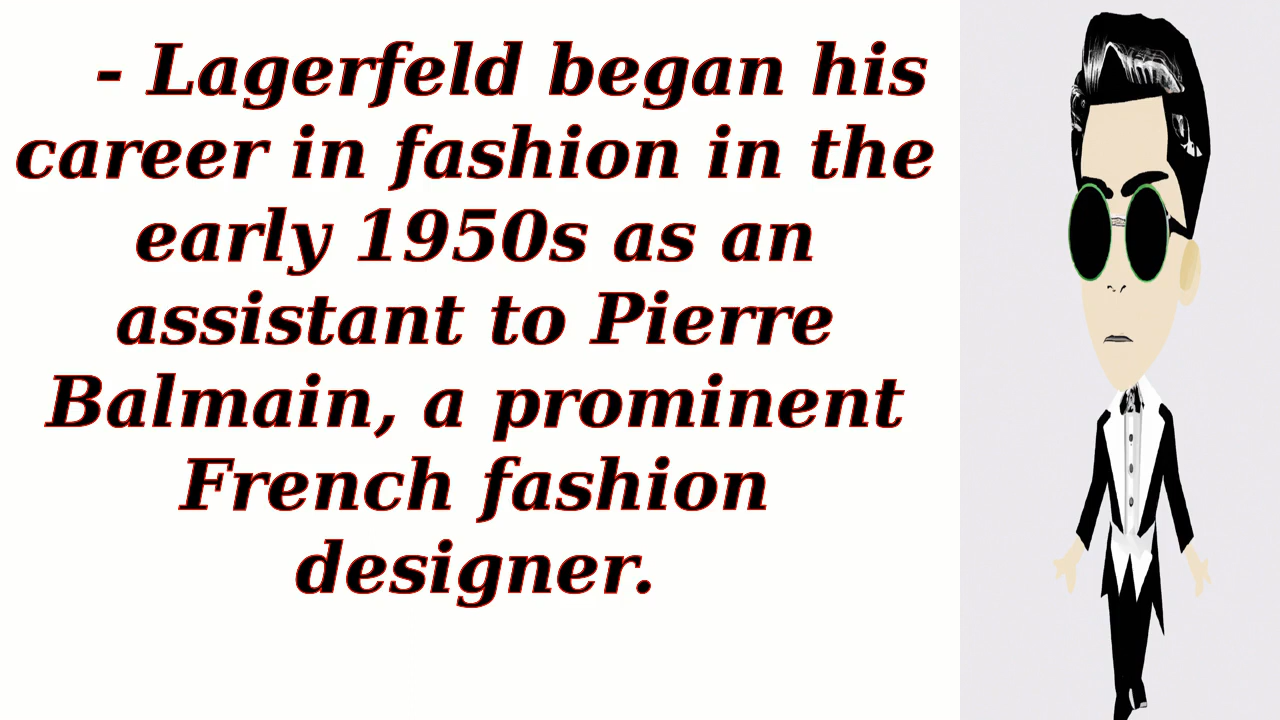 - Lagerfeld began his
career in fashion in the
early 1950s as an
assistant to Pierre
Balmain, a prominent
French fashion
designer.